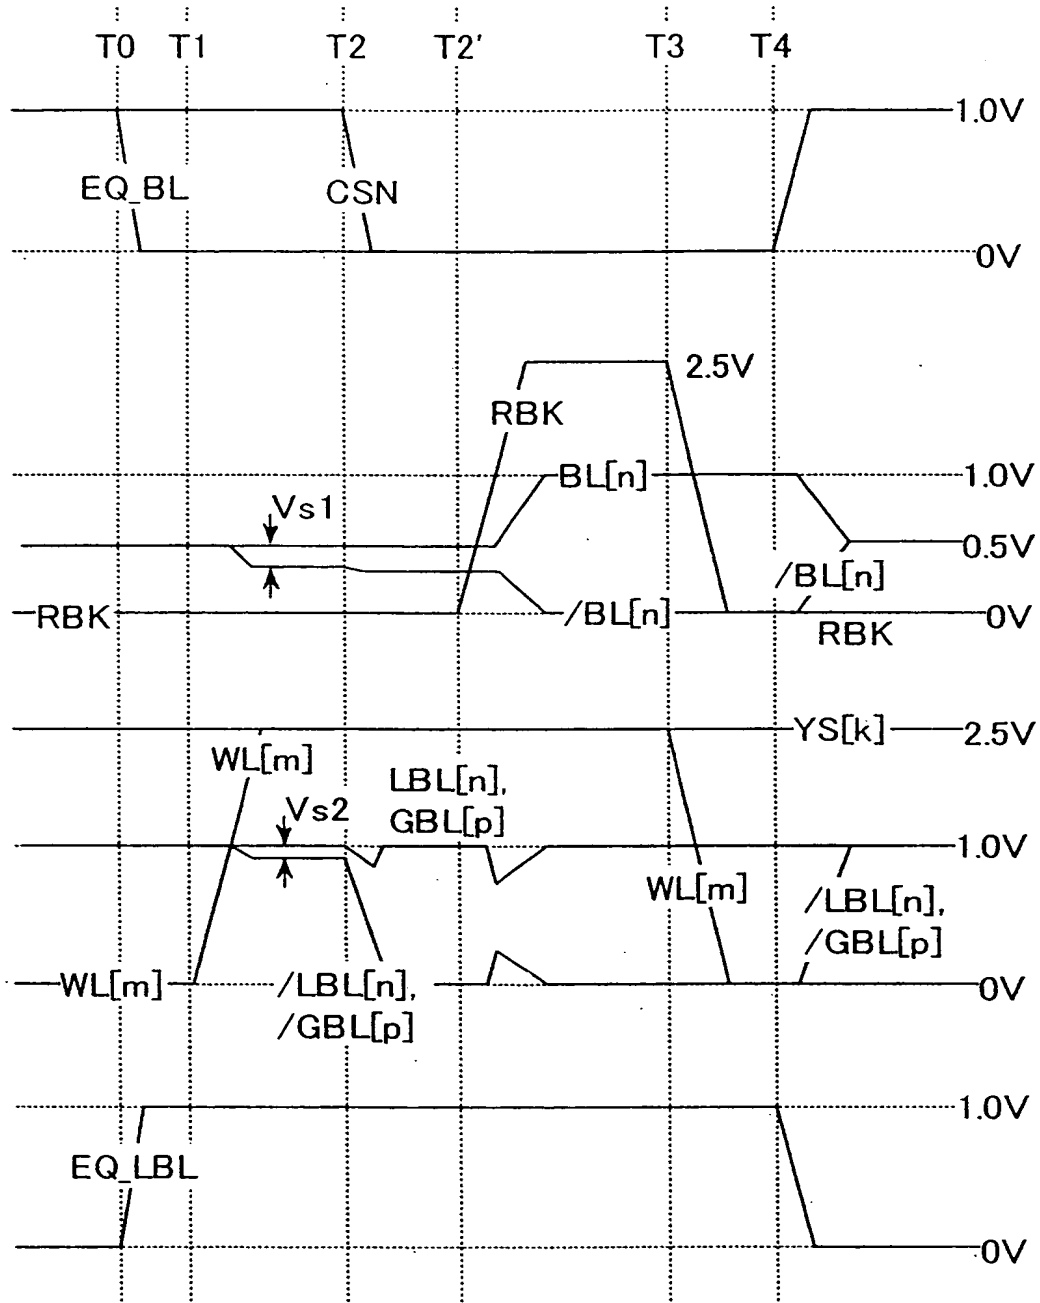 T0 T1 T2 T2' T3 T4
1.0V
EQ_BL CSN
0V
2.5V
RBK
BL[n] 1.0V
Vs1
0.5V
/BL[n]
RBK /BL[n] 0V
RBK
YS[k] 2.5V
WL[m]
LBL[n],
GBL[p]
Vs2
1.0V
WL[m]
/LBL[n],
/GBL[p]
WL[m] /LBL[n], 0V
/GBL[p]
1.0V
EQ_LBL
0V